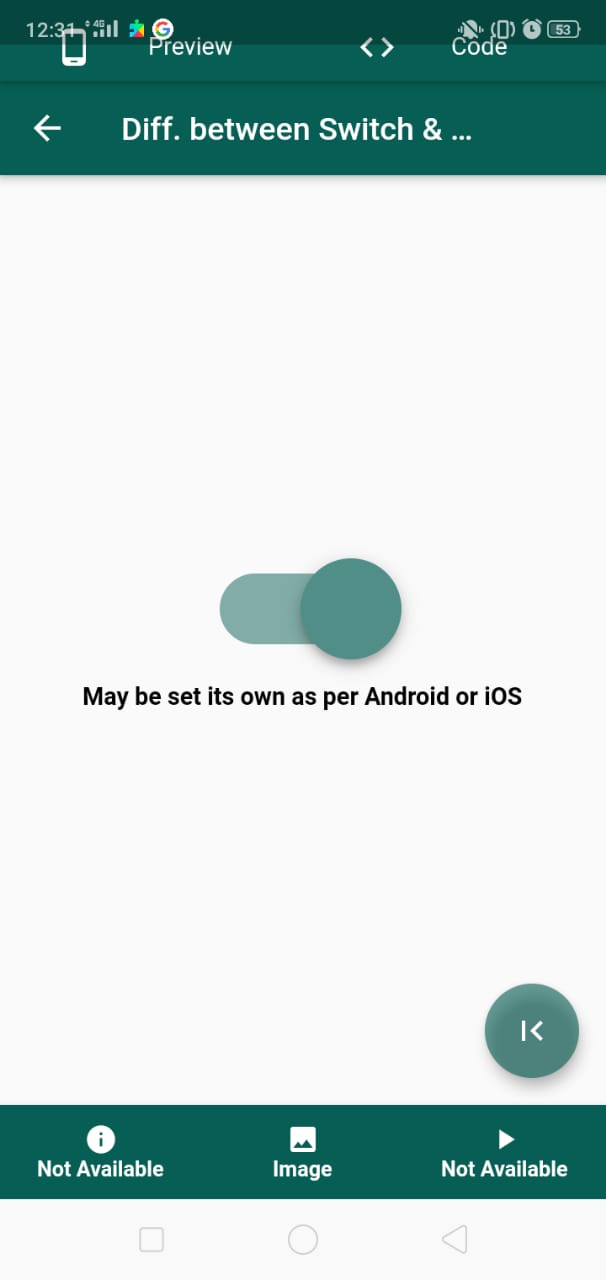 12:31 4G 53
Preview Code
Diff. between Switch & ...
May be set its own as per Android or iOS
Not Available Image Not Available